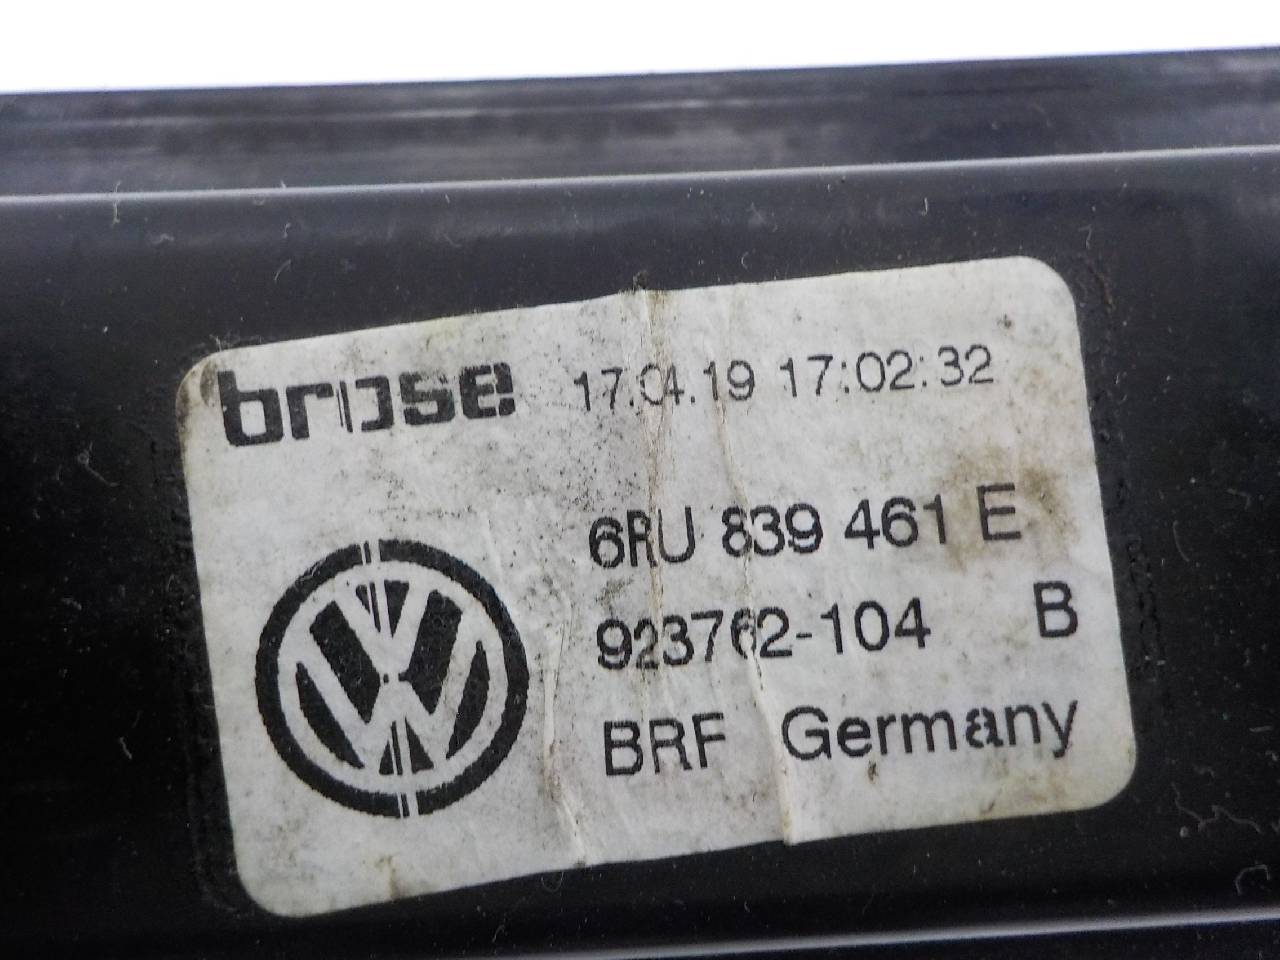 brose 17.04.19 17:02:32
6RU 839 461 E
923762-104 B
BRF Germany